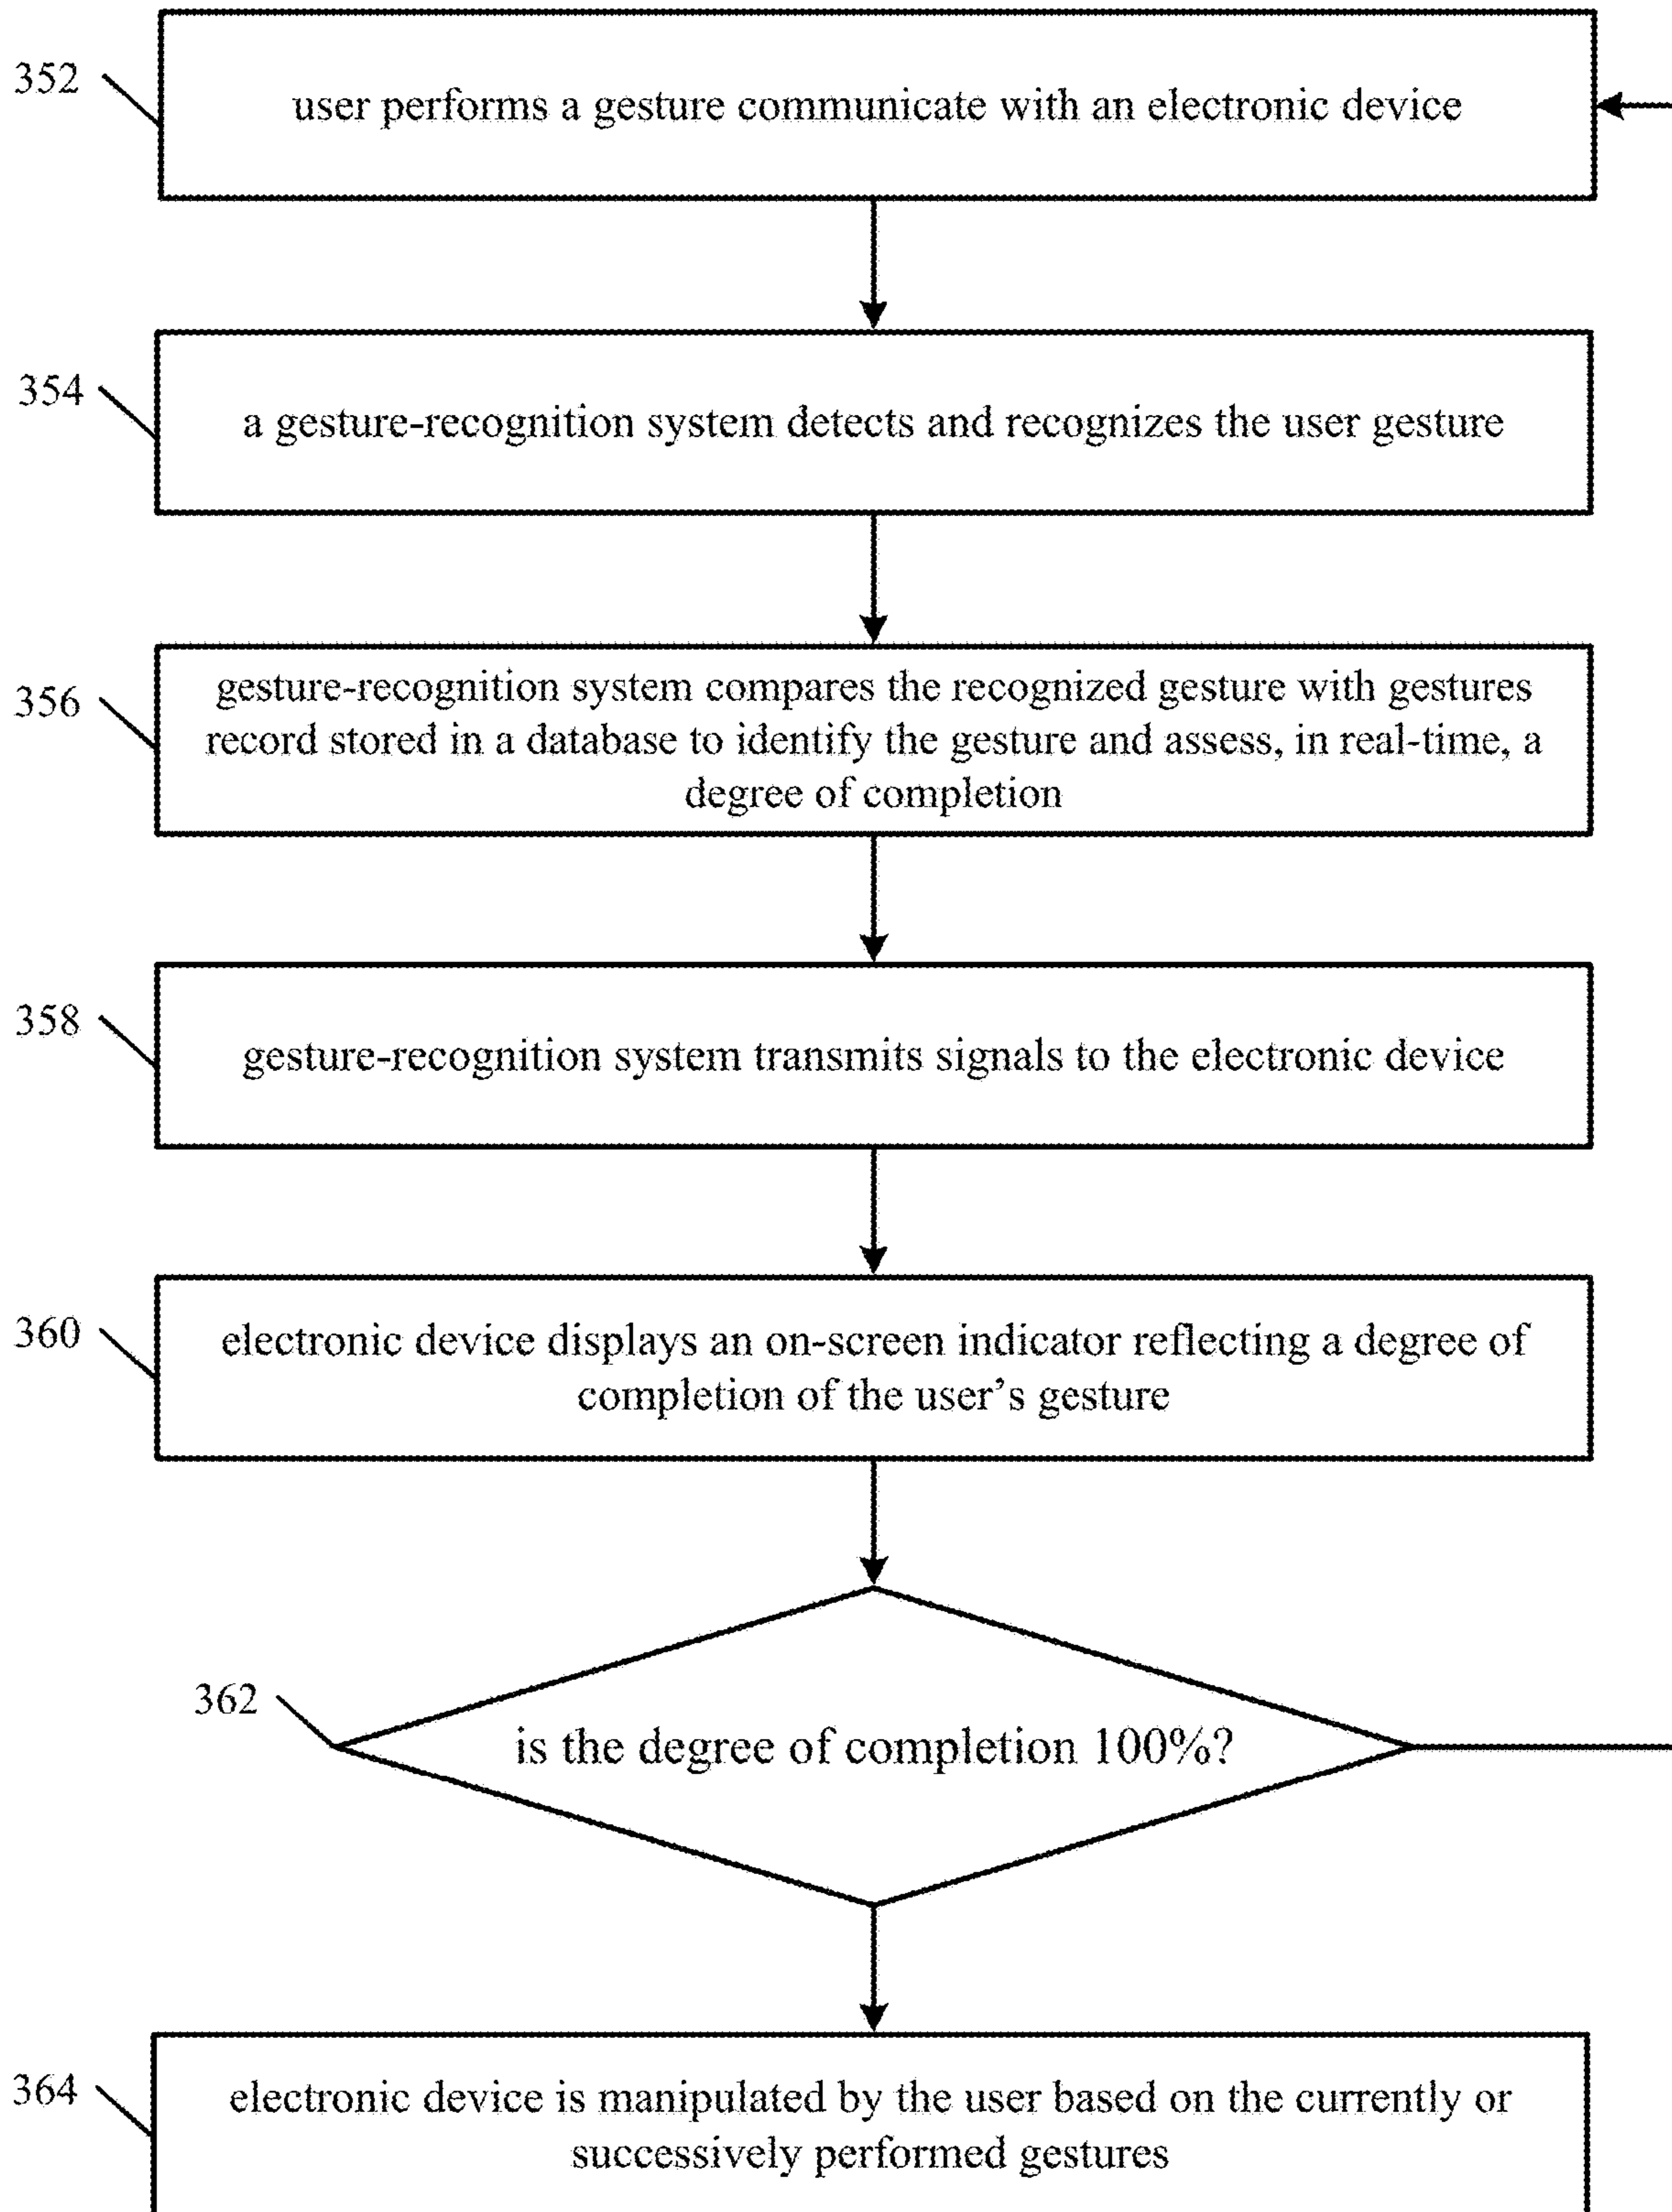 352
user performs a gesture communicate with an electronic device
354
a gesture-recognition system detects and recognizes the user gesture
356
gesture-recognition system compares the recognized gesture with gestures
record stored in a database to identify the gesture and assess, in real-time, a
degree of completion
358
gesture-recognition system transmits signals to the electronic device
360
electronic device displays an on-screen indicator reflecting a degree of
completion of the user’s gesture
362
is the degree of completion 100%?
364
electronic device is manipulated by the user based on the currently or
successively performed gestures